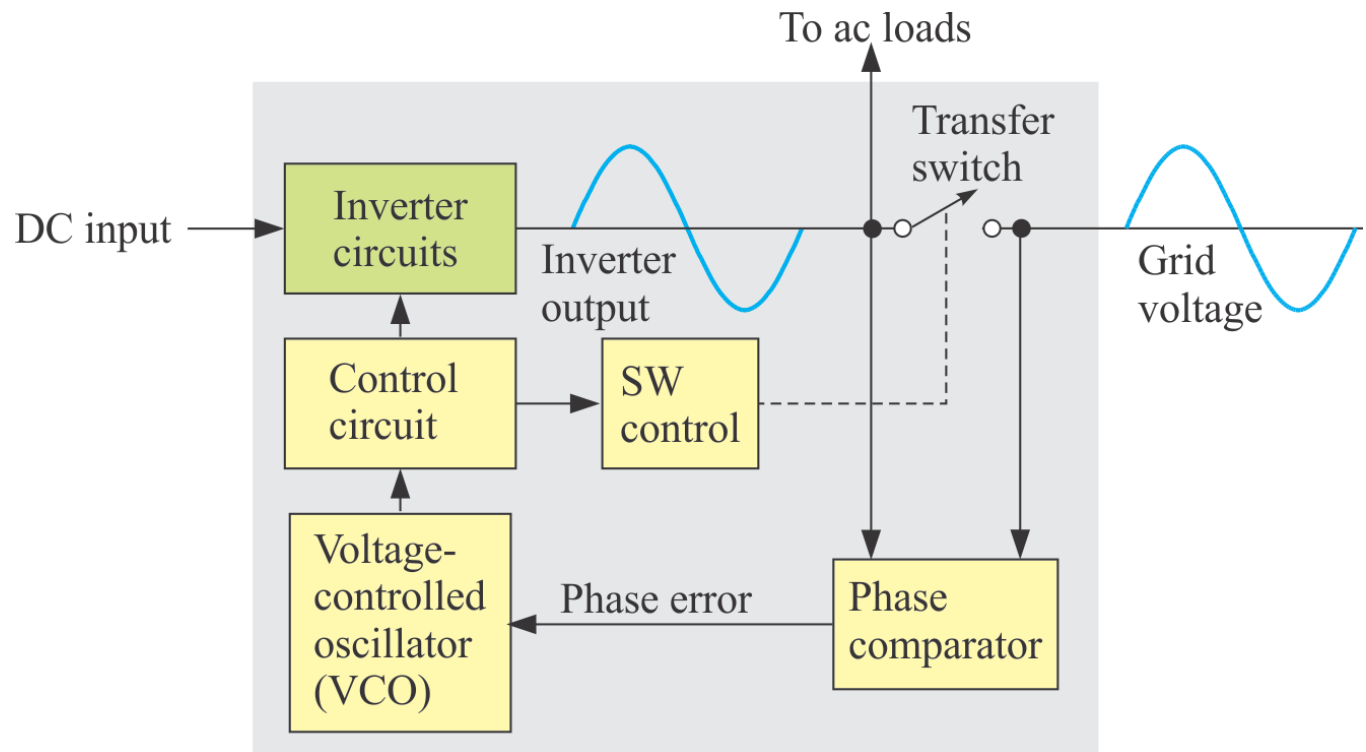 To ac loads
Transfer
switch
DC input
Inverter
circuits
Inverter
output
Grid
voltage
Control
circuit
SW
control
Voltage-
controlled
oscillator
(VCO)
Phase error
Phase
comparator